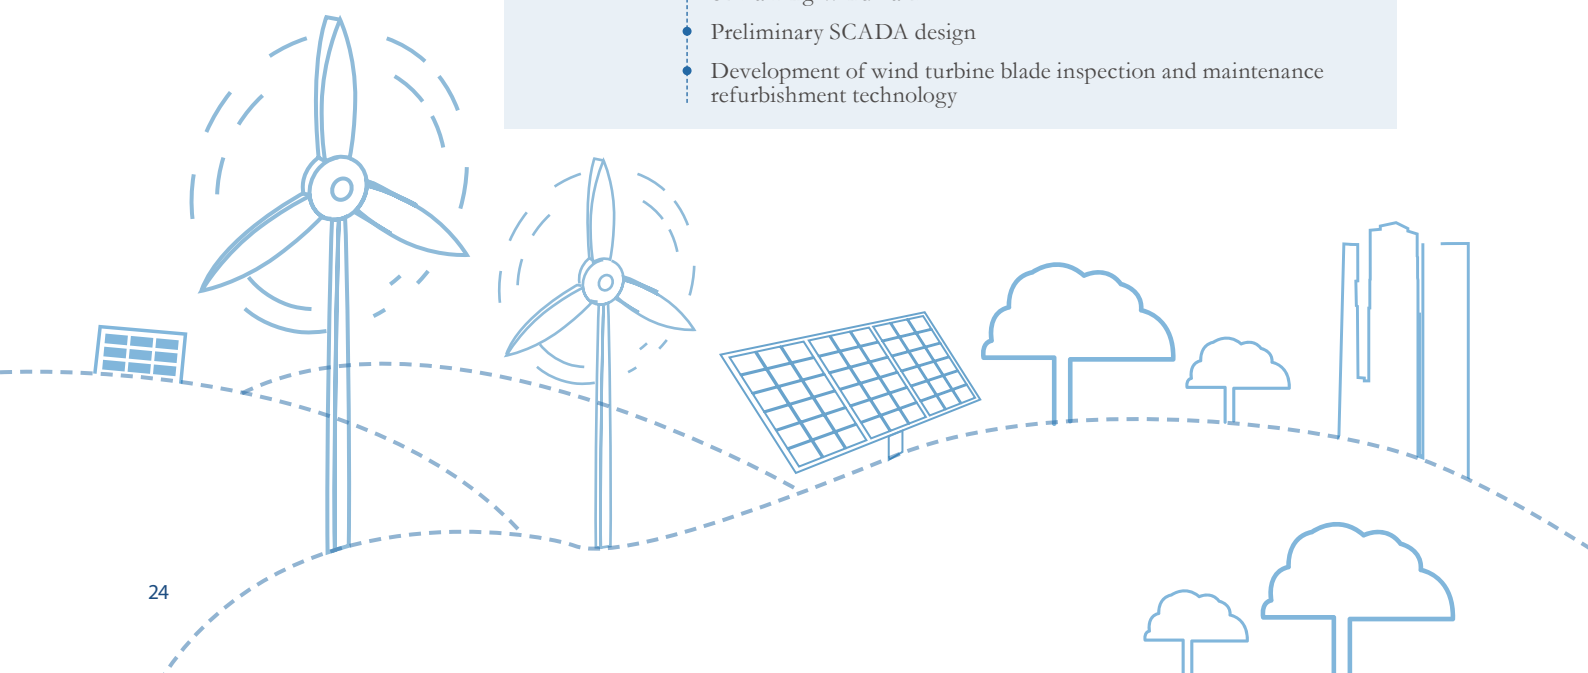 Preliminary SCADA design
Development of wind turbine blade inspection and maintenance
refurbishment technology
24